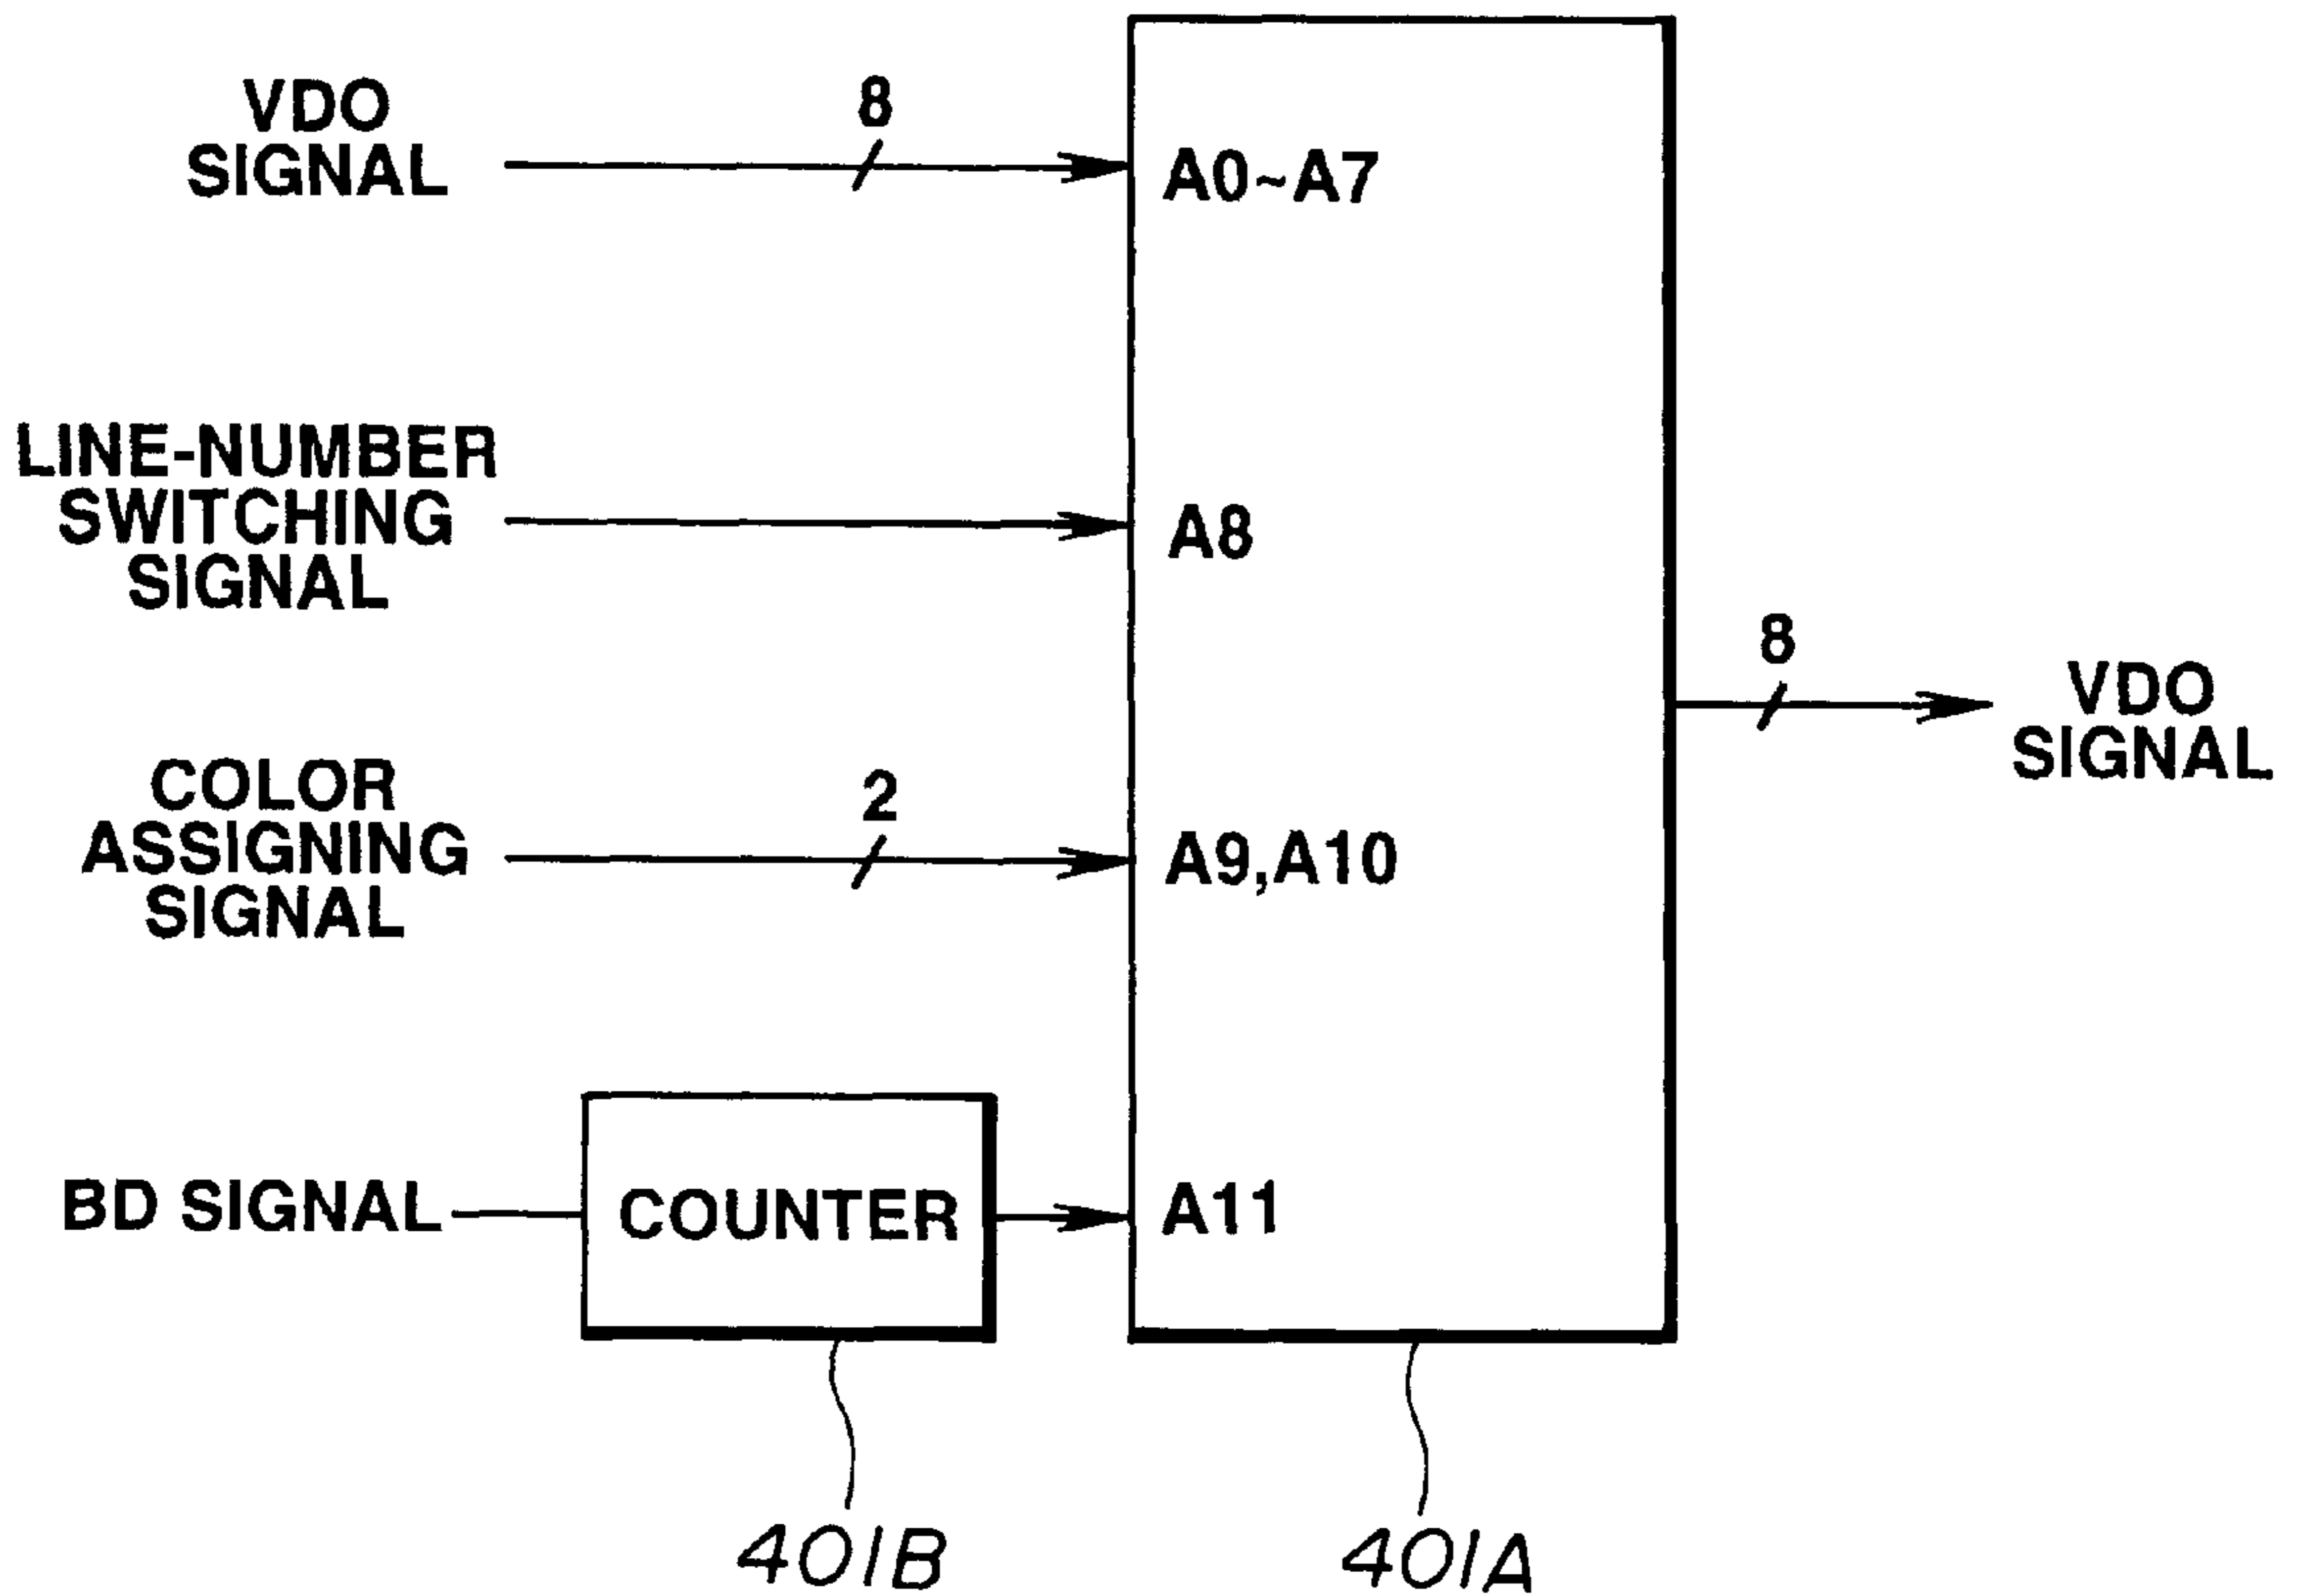 VDO
SIGNAL
8
A0~A7
LINE-NUMBER
SWITCHING
SIGNAL
A8
8
VDO
SIGNAL
COLOR
ASSIGNING
SIGNAL
2
A9,A10
BD SIGNAL
COUNTER
A11
401B
401A